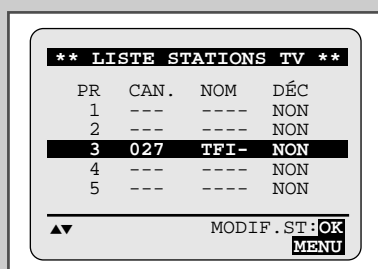 ** LISTE STATIONS TV **
PR CAN. NOM DÉC
1 --- ---- NON
2 --- ---- NON
3 027 TFI- NON
4 --- ---- NON
5 --- ---- NON
▲▼ MODIF.ST:OK
MENU